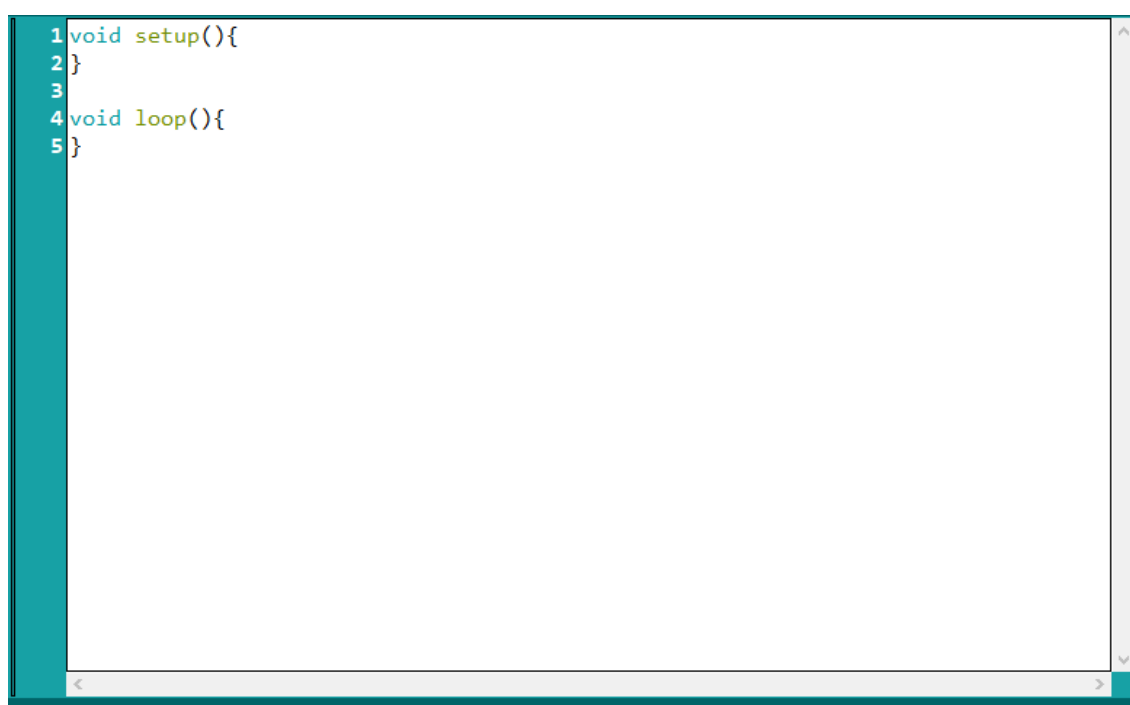 1 void setup(){
2 }
3
4 void loop(){
5 }